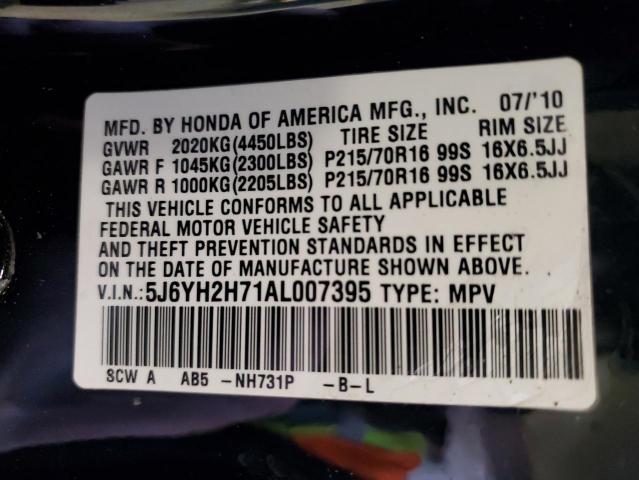 MFD. BY HONDA OF AMERICA MFG., INC. 07/'10
GVWR 2020KG(4450LBS) TIRE SIZE RIM SIZE
GAWR F 1045KG(2300LBS) P215/70R16 99S 16X6.5JJ
GAWR R 1000KG(2205LBS) P215/70R16 99S 16X6.5JJ
THIS VEHICLE CONFORMS TO ALL APPLICABLE
FEDERAL MOTOR VEHICLE SAFETY
AND THEFT PREVENTION STANDARDS IN EFFECT
ON THE DATE OF MANUFACTURE SHOWN ABOVE.
V.I.N.:5J6YH2H71AL007395 TYPE: MPV
SCW A AB5 -NH731P -B-L